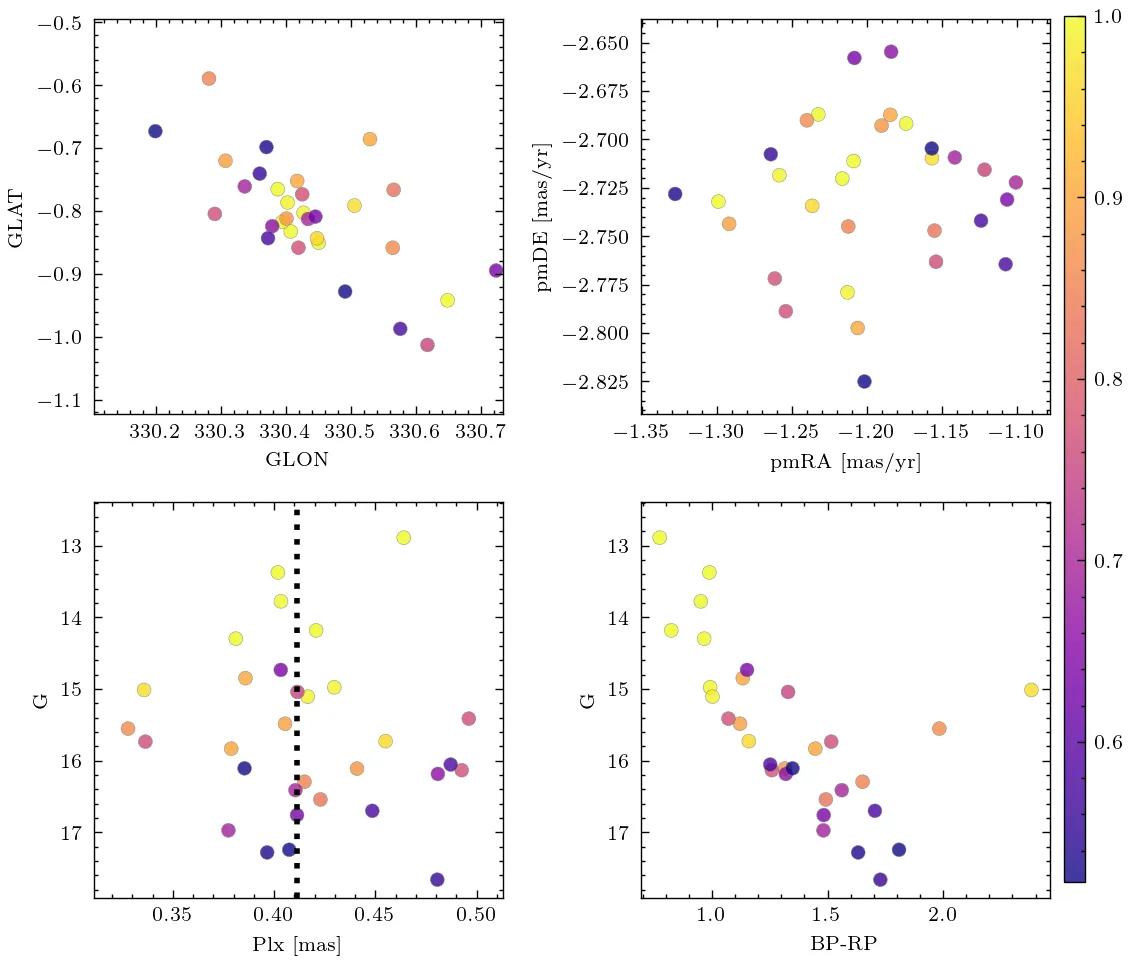 −0.5
−0.6
−0.7
−0.8
−0.9
−1.0
−1.1
GLAT
330.2 330.3 330.4 330.5 330.6 330.7
GLON
−2.650
−2.675
−2.700
−2.725
−2.750
−2.775
−2.800
−2.825
pmDE [mas/yr]
−1.35 −1.30 −1.25 −1.20 −1.15 −1.10
pmRA [mas/yr]
1.0
0.9
0.8
0.7
0.6
13
14
15
16
17
G
0.35 0.40 0.45 0.50
Plx [mas]
13
14
15
16
17
G
1.0 1.5 2.0
BP-RP